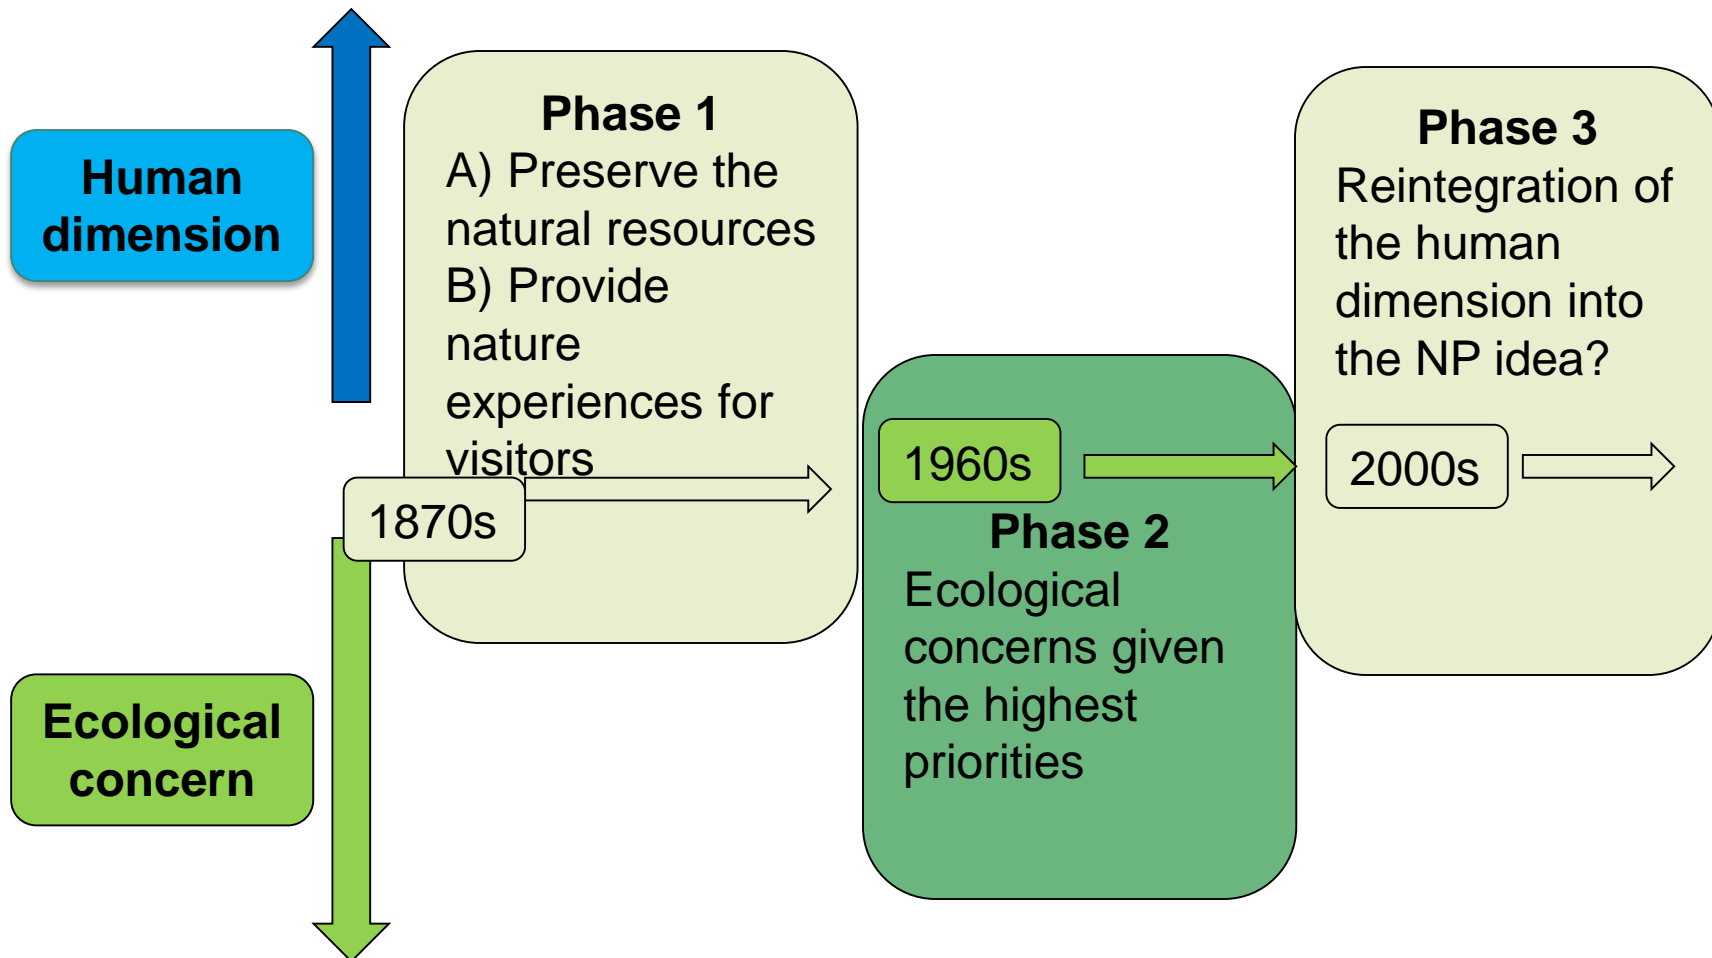 Human
dimension
Ecological
concern
Phase 1
A) Preserve the
natural resources
B) Provide
nature
experiences for
visitors
1870s
1960s
Phase 2
Ecological
concerns given
the highest
priorities
Phase 3
Reintegration of
the human
dimension into
the NP idea?
2000s